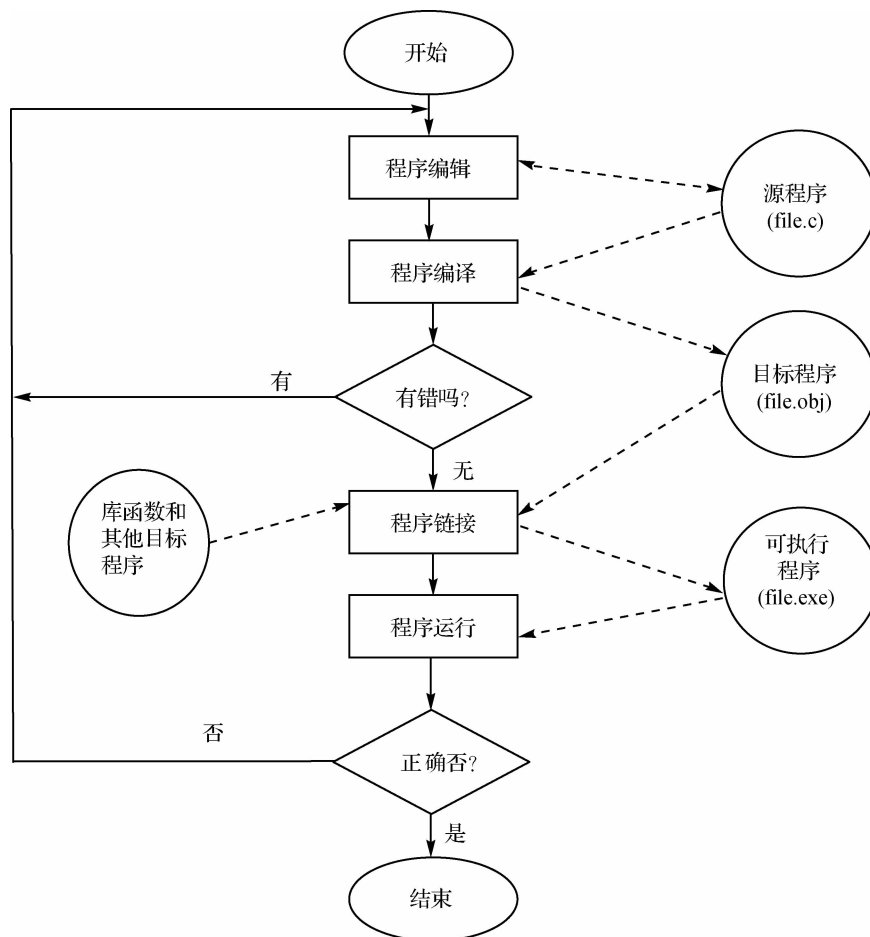 开始
程序编辑
源程序
(file.c)
程序编译
目标程序
(file.obj)
有
有错吗?
无
库函数和
其他目标
程序
程序链接
可执行
程序
(file.exe)
程序运行
否
正确否?
是
结束